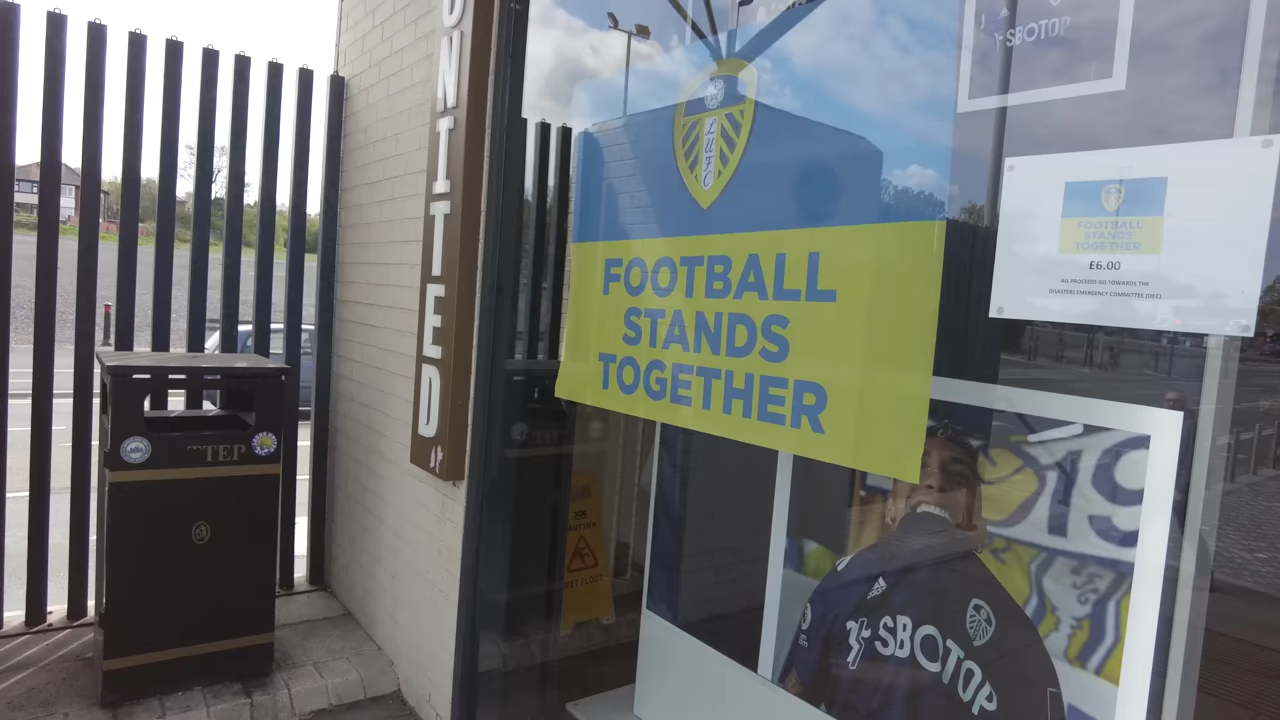 UNITED
SBOTOP
LUFC
FOOTBALL
STANDS
TOGETHER
FOOTBALL
STANDS
TOGETHER
£6.00
ALL PROCEEDS GO TOWARDS THE
DISASTERS EMERGENCY COMMITTEE (DEC)
CAUTION
WET FLOOR
19
SBOTOP